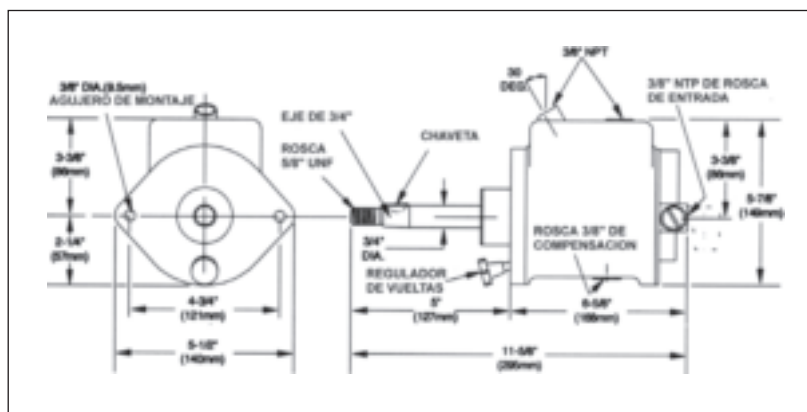 3/8" DIA.(9.5mm)
AGUJERO DE MONTAJE
3-3/8"
(86mm)
2-1/4"
(57mm)
4-3/4"
(121mm)
5-1/2"
(140mm)
EJE DE 3/4"
ROSCA
5/8" UNF
CHAVETA
3/4"
DIA.
REGULADOR
DE VUELTAS
5"
(127mm)
30
DEG.
3/8" NPT
3/8" NTP DE ROSCA
DE ENTRADA
3-3/8"
(86mm)
5-7/8"
(149mm)
ROSCA 3/8" DE
COMPENSACION
6-5/8"
(168mm)
11-5/8"
(295mm)